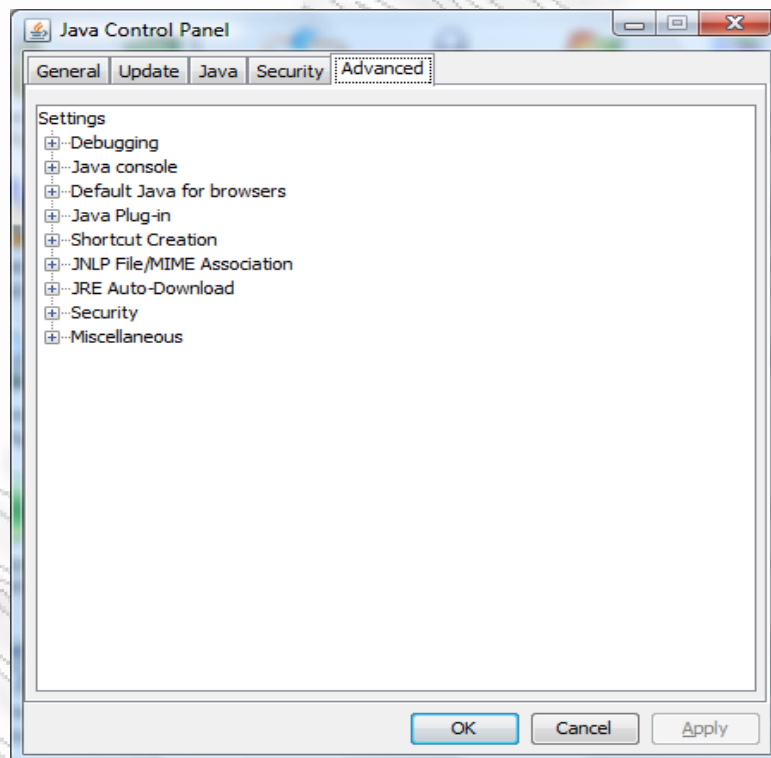 Java Control Panel
General Update Java Security Advanced
Settings
Debugging
Java console
Default Java for browsers
Java Plug-in
Shortcut Creation
JNLP File/MIME Association
JRE Auto-Download
Security
Miscellaneous
OK Cancel Apply